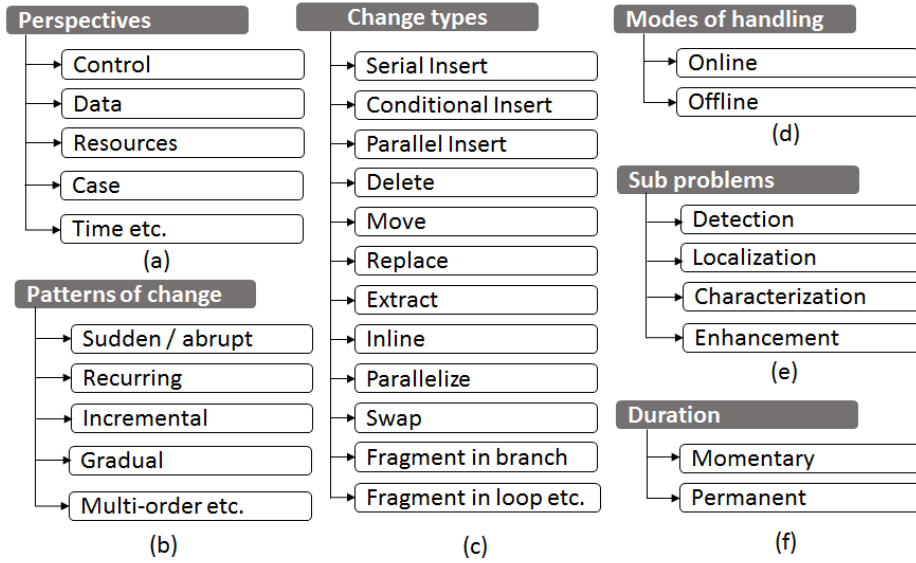 Perspectives
Control
Data
Resources
Case
Time etc.
(a)
Patterns of change
Sudden / abrupt
Recurring
Incremental
Gradual
Multi-order etc.
(b)
Change types
Serial Insert
Conditional Insert
Parallel Insert
Delete
Move
Replace
Extract
Inline
Parallelize
Swap
Fragment in branch
Fragment in loop etc.
(c)
Modes of handling
Online
Offline
(d)
Sub problems
Detection
Localization
Characterization
Enhancement
(e)
Duration
Momentary
Permanent
(f)